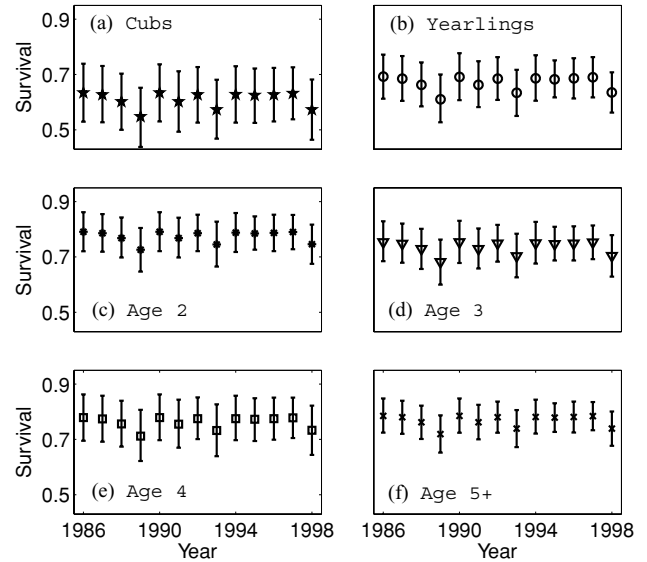 (a) Cubs
(b) Yearlings
Survival
0.9
0.7
0.5
(c) Age 2
(d) Age 3
Survival
0.9
0.7
0.5
(e) Age 4
(f) Age 5+
Survival
0.9
0.7
0.5
1986 1990 1994 1998
Year
1986 1990 1994 1998
Year